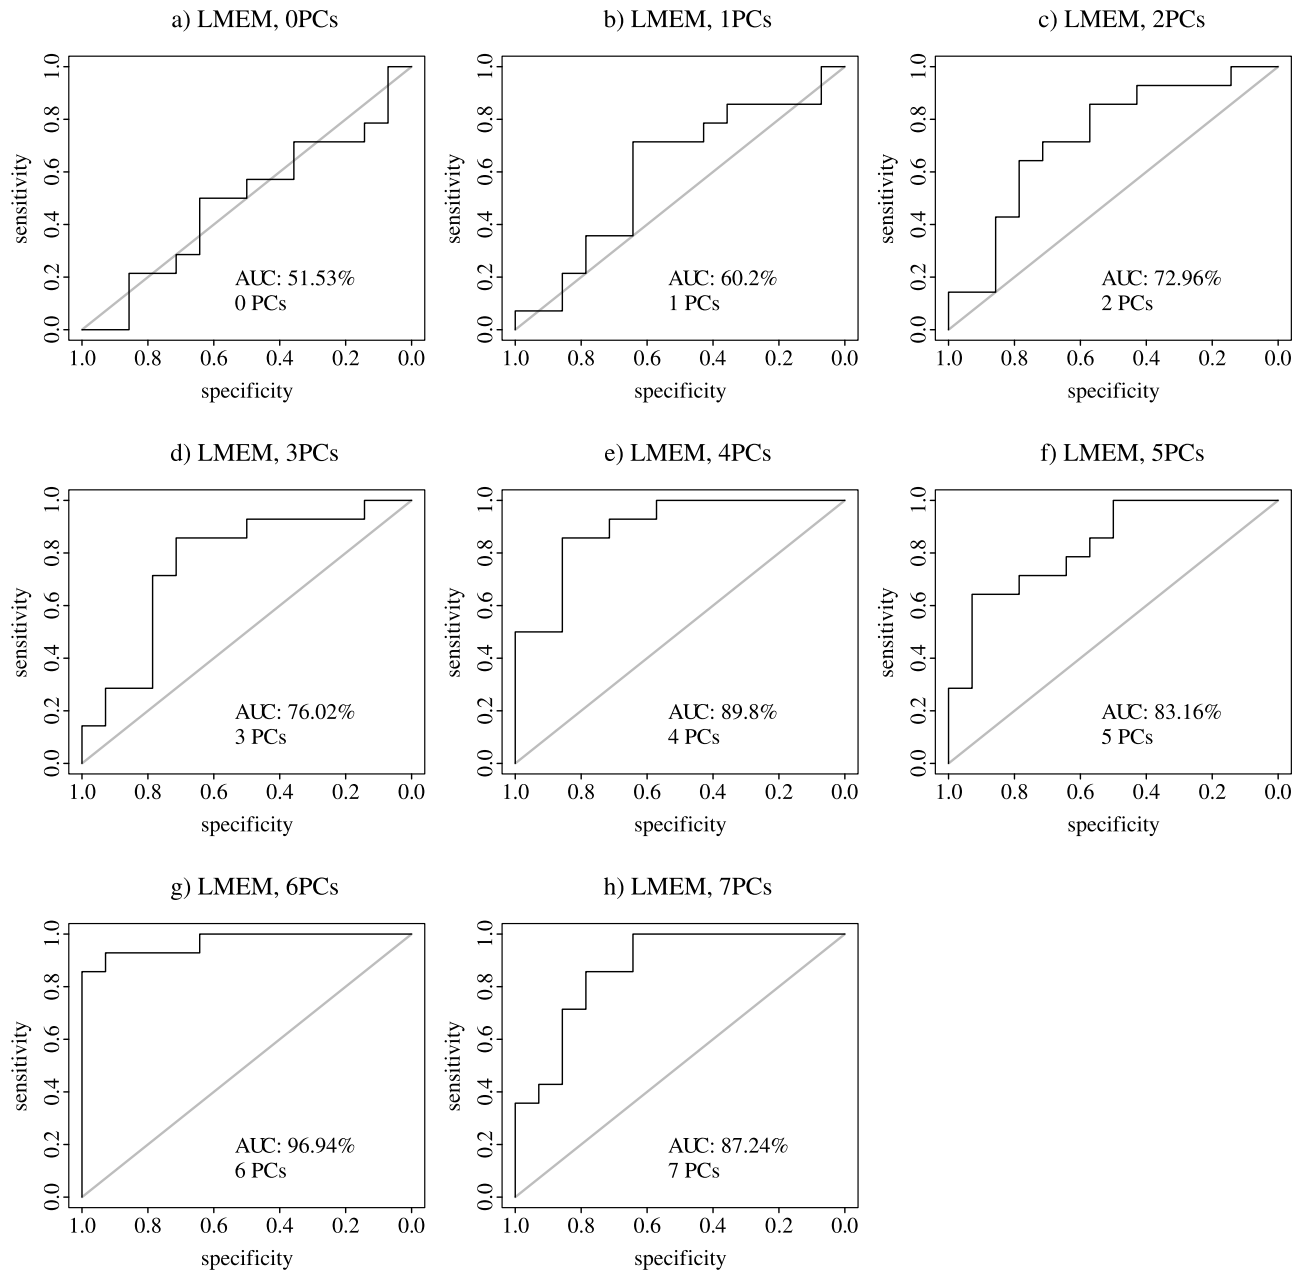 a) LMEM, 0PCs
sensitivity
0.0 0.2 0.4 0.6 0.8 1.0
AUC: 51.53%
0 PCs
1.0 0.8 0.6 0.4 0.2 0.0
specificity
b) LMEM, 1PCs
sensitivity
0.0 0.2 0.4 0.6 0.8 1.0
AUC: 60.2%
1 PCs
1.0 0.8 0.6 0.4 0.2 0.0
specificity
c) LMEM, 2PCs
sensitivity
0.0 0.2 0.4 0.6 0.8 1.0
AUC: 72.96%
2 PCs
1.0 0.8 0.6 0.4 0.2 0.0
specificity
d) LMEM, 3PCs
sensitivity
0.0 0.2 0.4 0.6 0.8 1.0
AUC: 76.02%
3 PCs
1.0 0.8 0.6 0.4 0.2 0.0
specificity
e) LMEM, 4PCs
sensitivity
0.0 0.2 0.4 0.6 0.8 1.0
AUC: 89.8%
4 PCs
1.0 0.8 0.6 0.4 0.2 0.0
specificity
f) LMEM, 5PCs
sensitivity
0.0 0.2 0.4 0.6 0.8 1.0
AUC: 83.16%
5 PCs
1.0 0.8 0.6 0.4 0.2 0.0
specificity
g) LMEM, 6PCs
sensitivity
0.0 0.2 0.4 0.6 0.8 1.0
AUC: 96.94%
6 PCs
1.0 0.8 0.6 0.4 0.2 0.0
specificity
h) LMEM, 7PCs
sensitivity
0.0 0.2 0.4 0.6 0.8 1.0
AUC: 87.24%
7 PCs
1.0 0.8 0.6 0.4 0.2 0.0
specificity